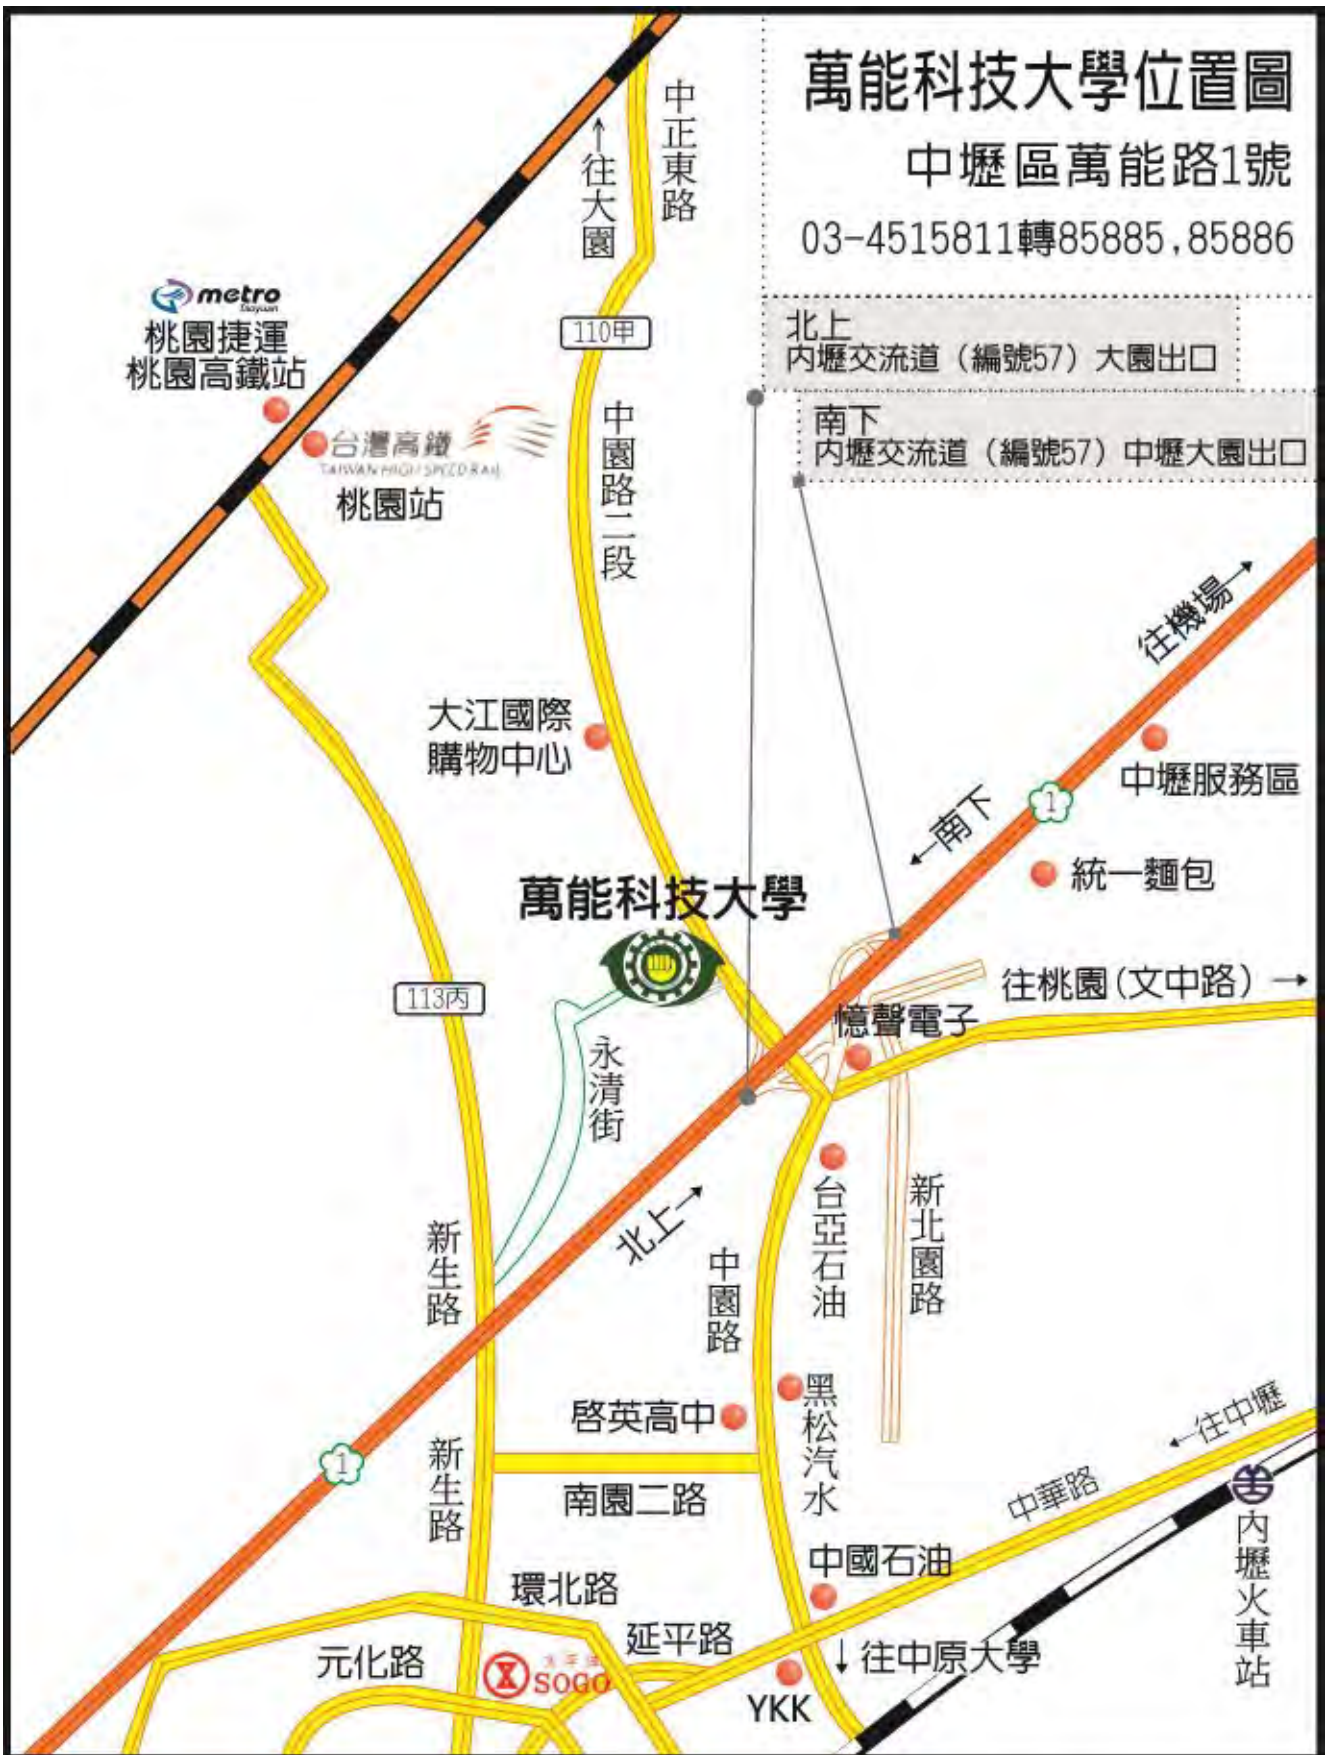 萬能科技大學位置圖
中壢區萬能路1號
03-4515811轉85885,85886
中正東路
↑往大園
metro
Taoyuan
桃園捷運
桃園高鐵站
110甲
北上
內壢交流道（編號57）大園出口
南下
內壢交流道（編號57）中壢大園出口
台灣高鐵
TAIWAN HIGH SPEED RAIL
桃園站
中園路二段
往機場→
大江國際
購物中心
中壢服務區
1
←南下
統一麵包
萬能科技大學
113丙
往桃園(文中路) →
憶聲電子
永清街
台亞石油
新北園路
北上→
新生路
中園路
黑松汽水
啓英高中
1
新生路
南園二路
←往中壢
中華路
內壢火車站
中國石油
環北路
延平路
元化路
太平洋
SOGO
↓往中原大學
YKK